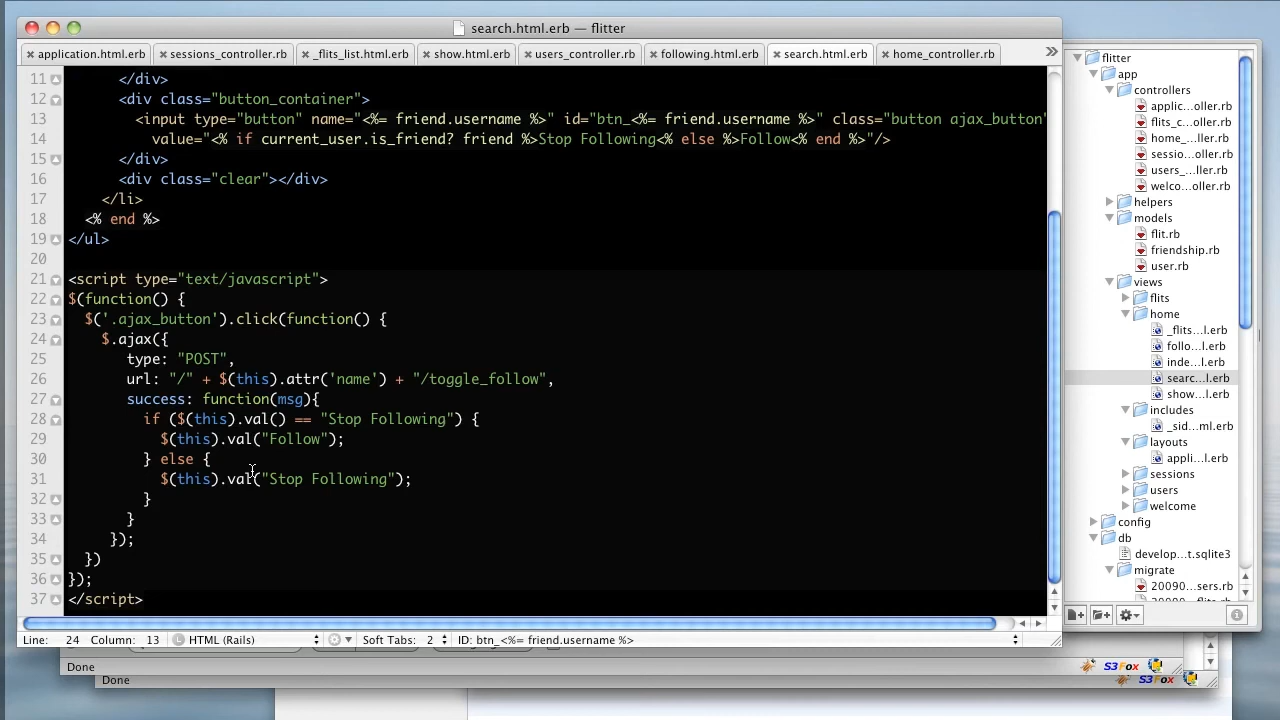 search.html.erb — flitter
application.html.erb sessions_controller.rb _flits_list.html.erb show.html.erb users_controller.rb following.html.erb search.html.erb home_controller.rb
11 </div>
12 <div class="button_container">
13 <input type="button" name="<%= friend.username %>" id="btn_<%= friend.username %>" class="button ajax_button"
14 value="<% if current_user.is_friend? friend %>Stop Following<% else %>Follow<% end %>"/>
15 </div>
16 <div class="clear"></div>
17 </li>
18 <% end %>
19 </ul>
20
21 <script type="text/javascript">
22 $(function() {
23 $('.ajax_button').click(function() {
24 $.ajax({
25 type: "POST",
26 url: "/" + $(this).attr('name') + "/toggle_follow",
27 success: function(msg){
28 if ($(this).val() == "Stop Following") {
29 $(this).val("Follow");
30 } else {
31 $(this).val("Stop Following");
32 }
33 }
34 });
35 })
36 });
37 </script>
Line: 24 Column: 13 HTML (Rails) Soft Tabs: 2 ID: btn_<%= friend.username %>
flitter
app
controllers
applic...oller.rb
flits_c...oller.rb
home_...ller.rb
sessio...oller.rb
users_...ller.rb
welco...oller.rb
helpers
models
flit.rb
friendship.rb
user.rb
views
flits
home
_flits...l.erb
follo...l.erb
inde...l.erb
searc...l.erb
show...l.erb
includes
_sid...ml.erb
layouts
appli...l.erb
sessions
users
welcome
config
db
develop...t.sqlite3
migrate
20090...sers.rb
Done S3Fox
Done S3Fox